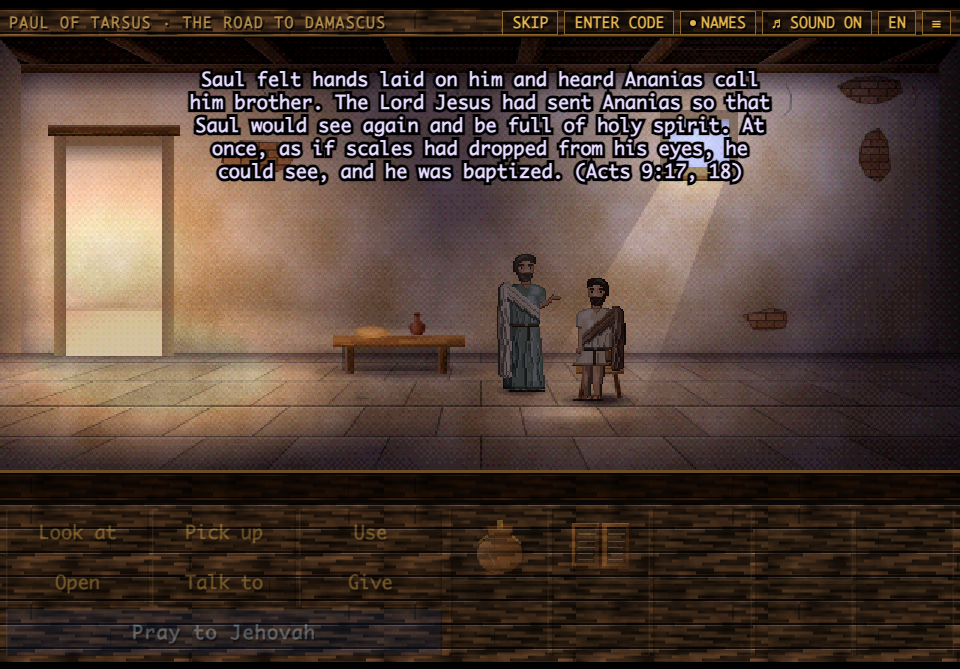 PAUL OF TARSUS · THE ROAD TO DAMASCUS
SKIP
ENTER CODE
• NAMES
♬ SOUND ON
EN
≡
Saul felt hands laid on him and heard Ananias call
him brother. The Lord Jesus had sent Ananias so that
Saul would see again and be full of holy spirit. At
once, as if scales had dropped from his eyes, he
could see, and he was baptized. (Acts 9:17, 18)
Look at
Pick up
Use
Open
Talk to
Give
Pray to Jehovah